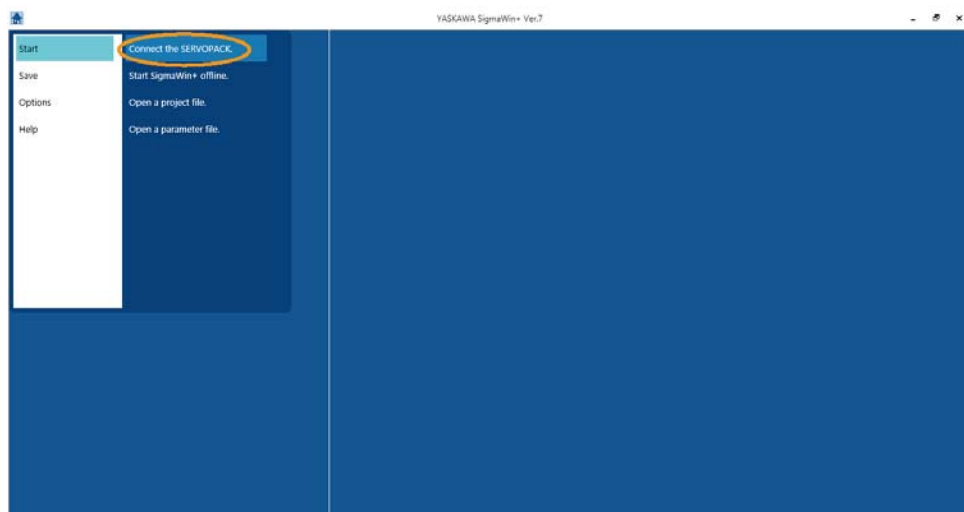 YASKAWA SigmaWin+ Ver.7
Start
Connect the SERVOPACK.
Save
Start SigmaWin+ offline.
Options
Open a project file.
Help
Open a parameter file.